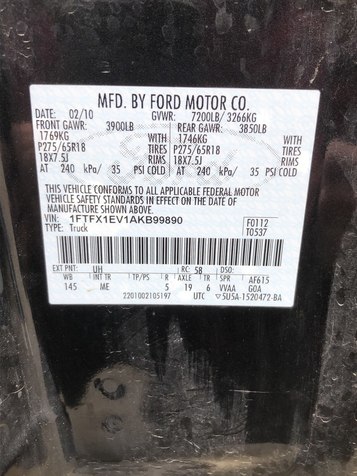 MFD. BY FORD MOTOR CO.
DATE: 02/10 GVWR: 7200LB/ 3266KG
FRONT GAWR: 3900LB REAR GAWR: 3850LB
1769KG WITH 1746KG WITH
P275/65R18 TIRES P275/65R18 TIRES
18X7.5J RIMS 18X7.5J RIMS
AT 240 kPa/ 35 PSI COLD AT 240 kPa/ 35 PSI COLD
THIS VEHICLE CONFORMS TO ALL APPLICABLE FEDERAL MOTOR
VEHICLE SAFETY AND BUMPER STANDARDS IN EFFECT ON THE DATE OF
MANUFACTURE SHOWN ABOVE.
VIN: 1FTFX1EV1AKB99890 F0112
TYPE: Truck T0537
EXT PNT: UH RC: 58 DSO:
WB INT TR TP/PS R AXLE TR SPR AF615
145 ME 5 19 6 VVAA GOA
2201002105197 UTC 5U5A-1520472-BA